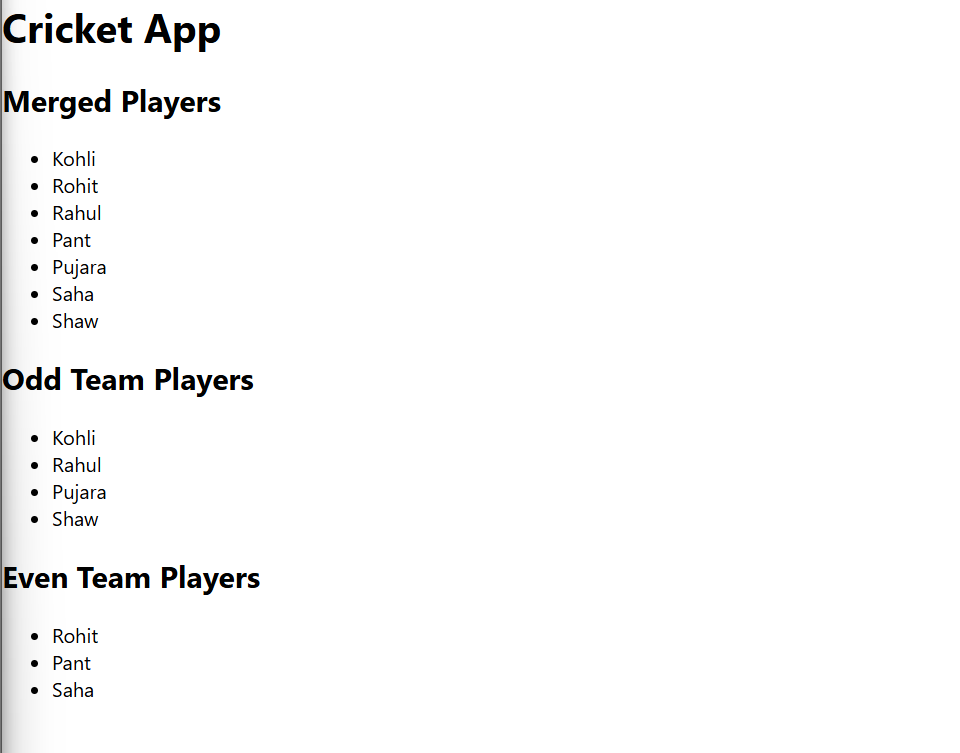 Cricket App
Merged Players
Kohli
Rohit
Rahul
Pant
Pujara
Saha
Shaw
Odd Team Players
Kohli
Rahul
Pujara
Shaw
Even Team Players
Rohit
Pant
Saha